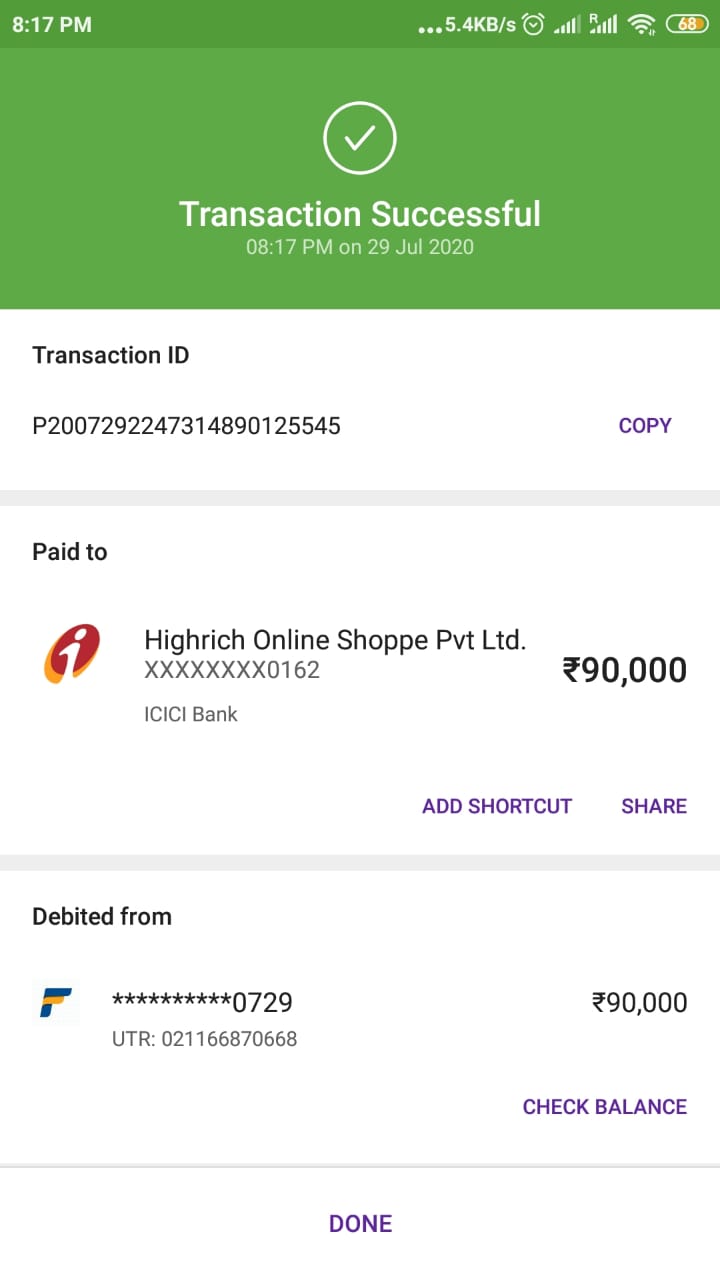 8:17 PM
...5.4KB/s R 68
Transaction Successful
08:17 PM on 29 Jul 2020
Transaction ID
P2007292247314890125545 COPY
Paid to
Highrich Online Shoppe Pvt Ltd.
XXXXXXXX0162
₹90,000
ICICI Bank
ADD SHORTCUT SHARE
Debited from
**********0729 ₹90,000
UTR: 021166870668
CHECK BALANCE
DONE